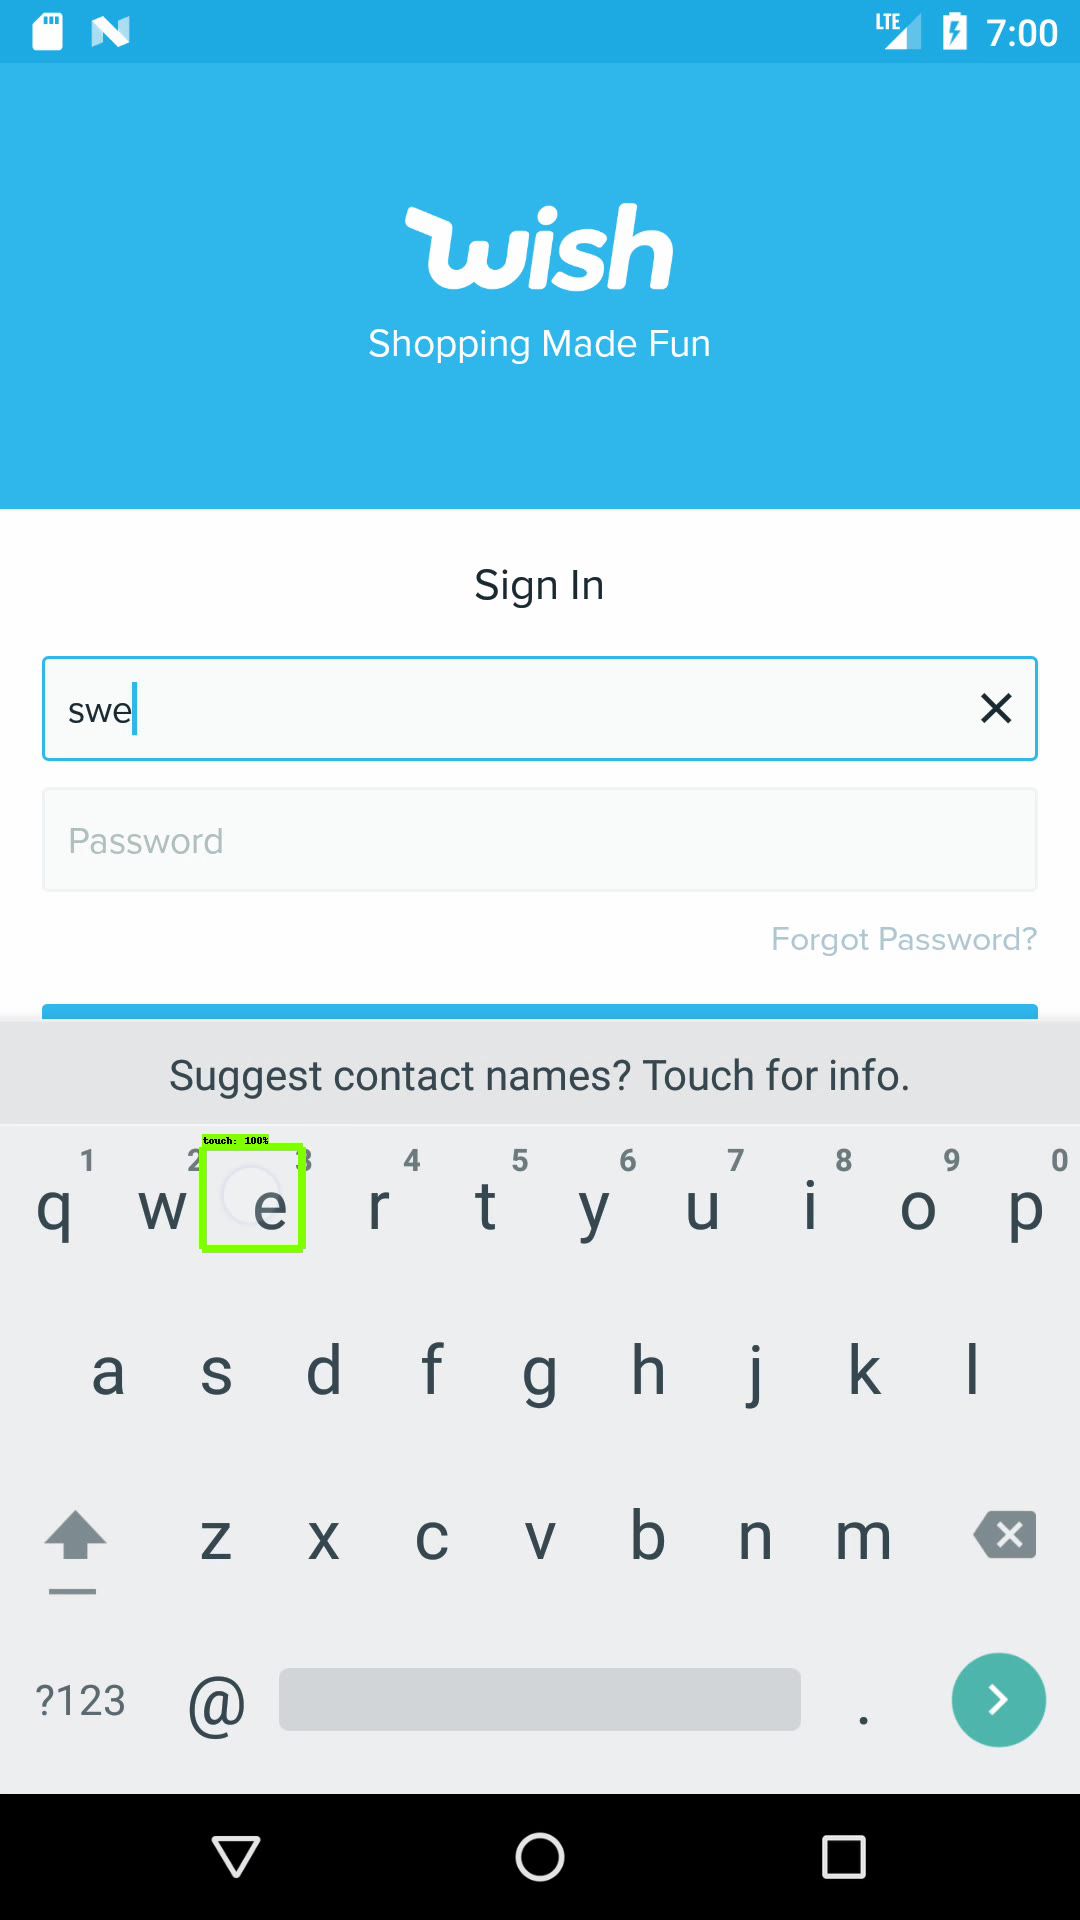 LTE 7:00
wish
Shopping Made Fun
Sign In
swe
Password
Forgot Password?
Suggest contact names? Touch for info.
touch: 100%
1 2 3 4 5 6 7 8 9 0
q w e r t y u i o p
a s d f g h j k l
z x c v b n m
?123 @ .